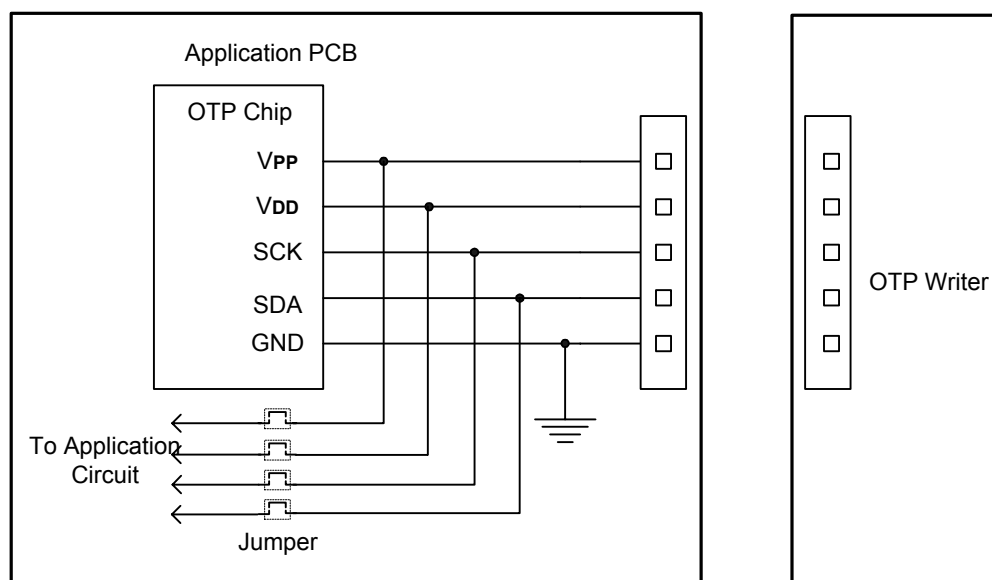 Application PCB
OTP Chip
VPP
VDD
SCK
SDA
GND
To Application
Circuit
Jumper
OTP Writer